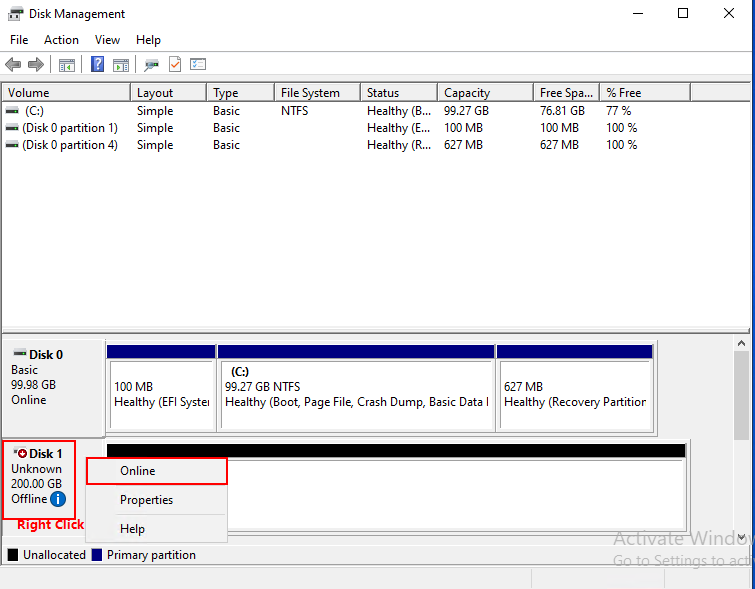 Disk Management
File Action View Help
Volume Layout Type File System Status Capacity Free Spa... % Free
(C:) Simple Basic NTFS Healthy (B... 99.27 GB 76.81 GB 77 %
(Disk 0 partition 1) Simple Basic Healthy (E... 100 MB 100 MB 100 %
(Disk 0 partition 4) Simple Basic Healthy (R... 627 MB 627 MB 100 %
Disk 0
Basic
99.98 GB
Online
100 MB
Healthy (EFI System
(C:)
99.27 GB NTFS
Healthy (Boot, Page File, Crash Dump, Basic Data
627 MB
Healthy (Recovery Partition
Disk 1
Unknown
200.00 GB
Offline
Right Click
Online
Properties
Help
Unallocated Primary partition
Activate Window
Go to Settings to acti